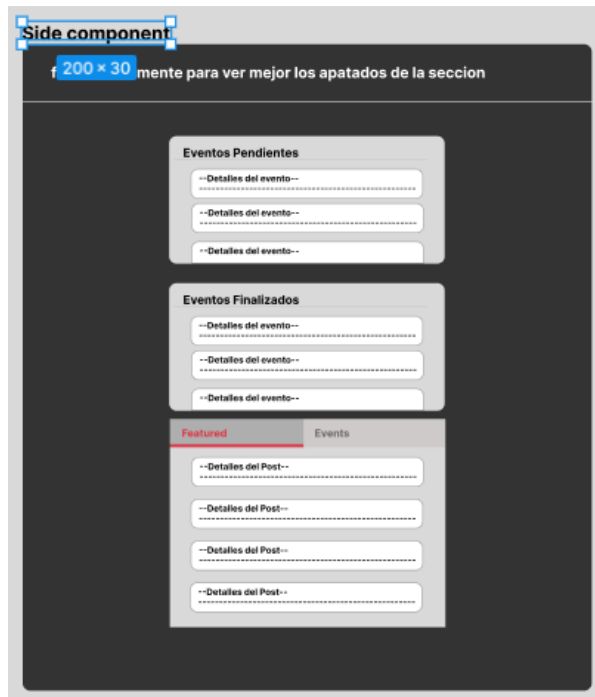 Side component
200 × 30
mente para ver mejor los apatados de la seccion
Eventos Pendientes
--Detalles del evento--
--Detalles del evento--
--Detalles del evento--
Eventos Finalizados
--Detalles del evento--
--Detalles del evento--
--Detalles del evento--
Featured Events
--Detalles del Post--
--Detalles del Post--
--Detalles del Post--
--Detalles del Post--